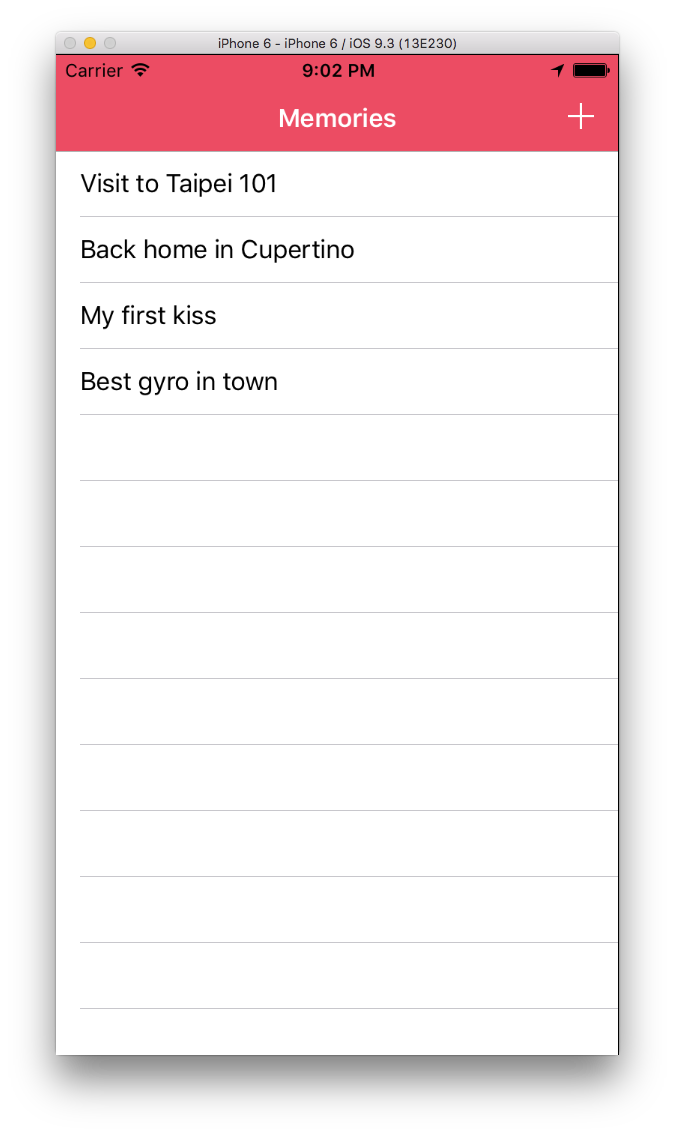 iPhone 6 - iPhone 6 / iOS 9.3 (13E230)
Carrier 9:02 PM
Memories
Visit to Taipei 101
Back home in Cupertino
My first kiss
Best gyro in town